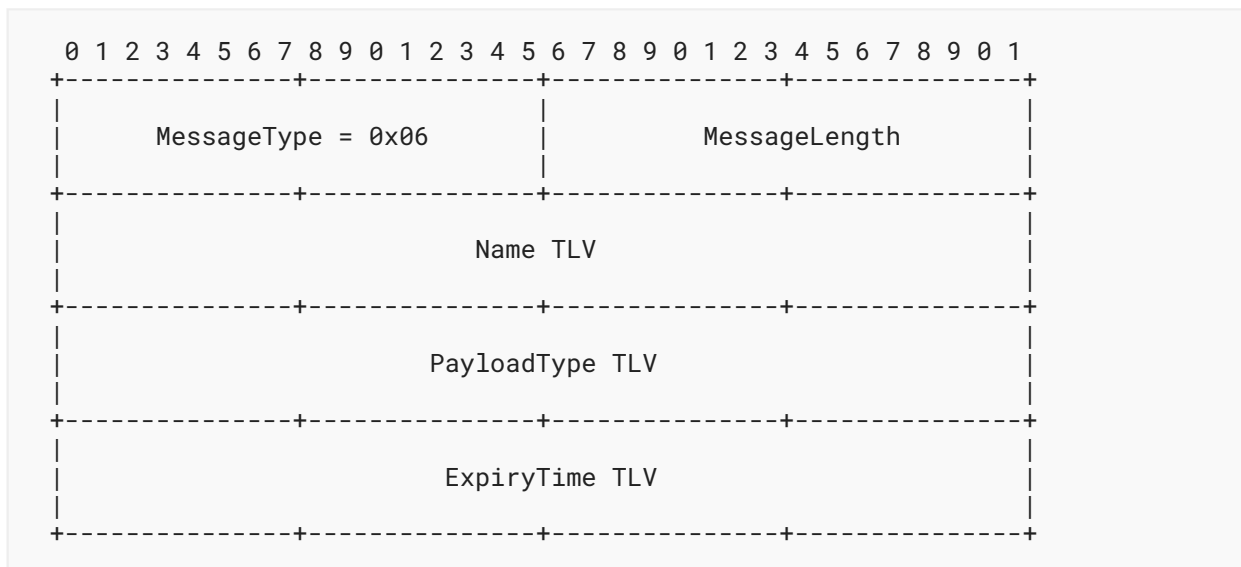 0 1 2 3 4 5 6 7 8 9 0 1 2 3 4 5 6 7 8 9 0 1 2 3 4 5 6 7 8 9 0 1
+---------------+---------------+---------------+---------------+
|                               |                               |
|      MessageType = 0x06       |          MessageLength        |
|                               |                               |
+---------------+---------------+---------------+---------------+
|                                                               |
|                           Name TLV                            |
|                                                               |
+---------------+---------------+---------------+---------------+
|                                                               |
|                        PayloadType TLV                        |
|                                                               |
+---------------+---------------+---------------+---------------+
|                                                               |
|                         ExpiryTime TLV                        |
|                                                               |
+---------------+---------------+---------------+---------------+